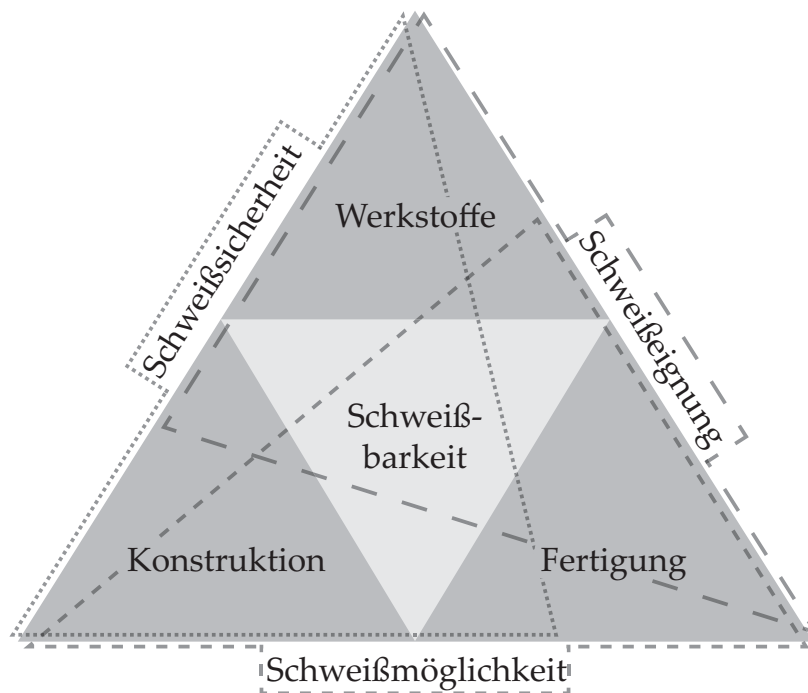 Werkstoffe
Schweißsicherheit
Schweißeignung
Schweiß-
barkeit
Konstruktion
Fertigung
Schweißmöglichkeit